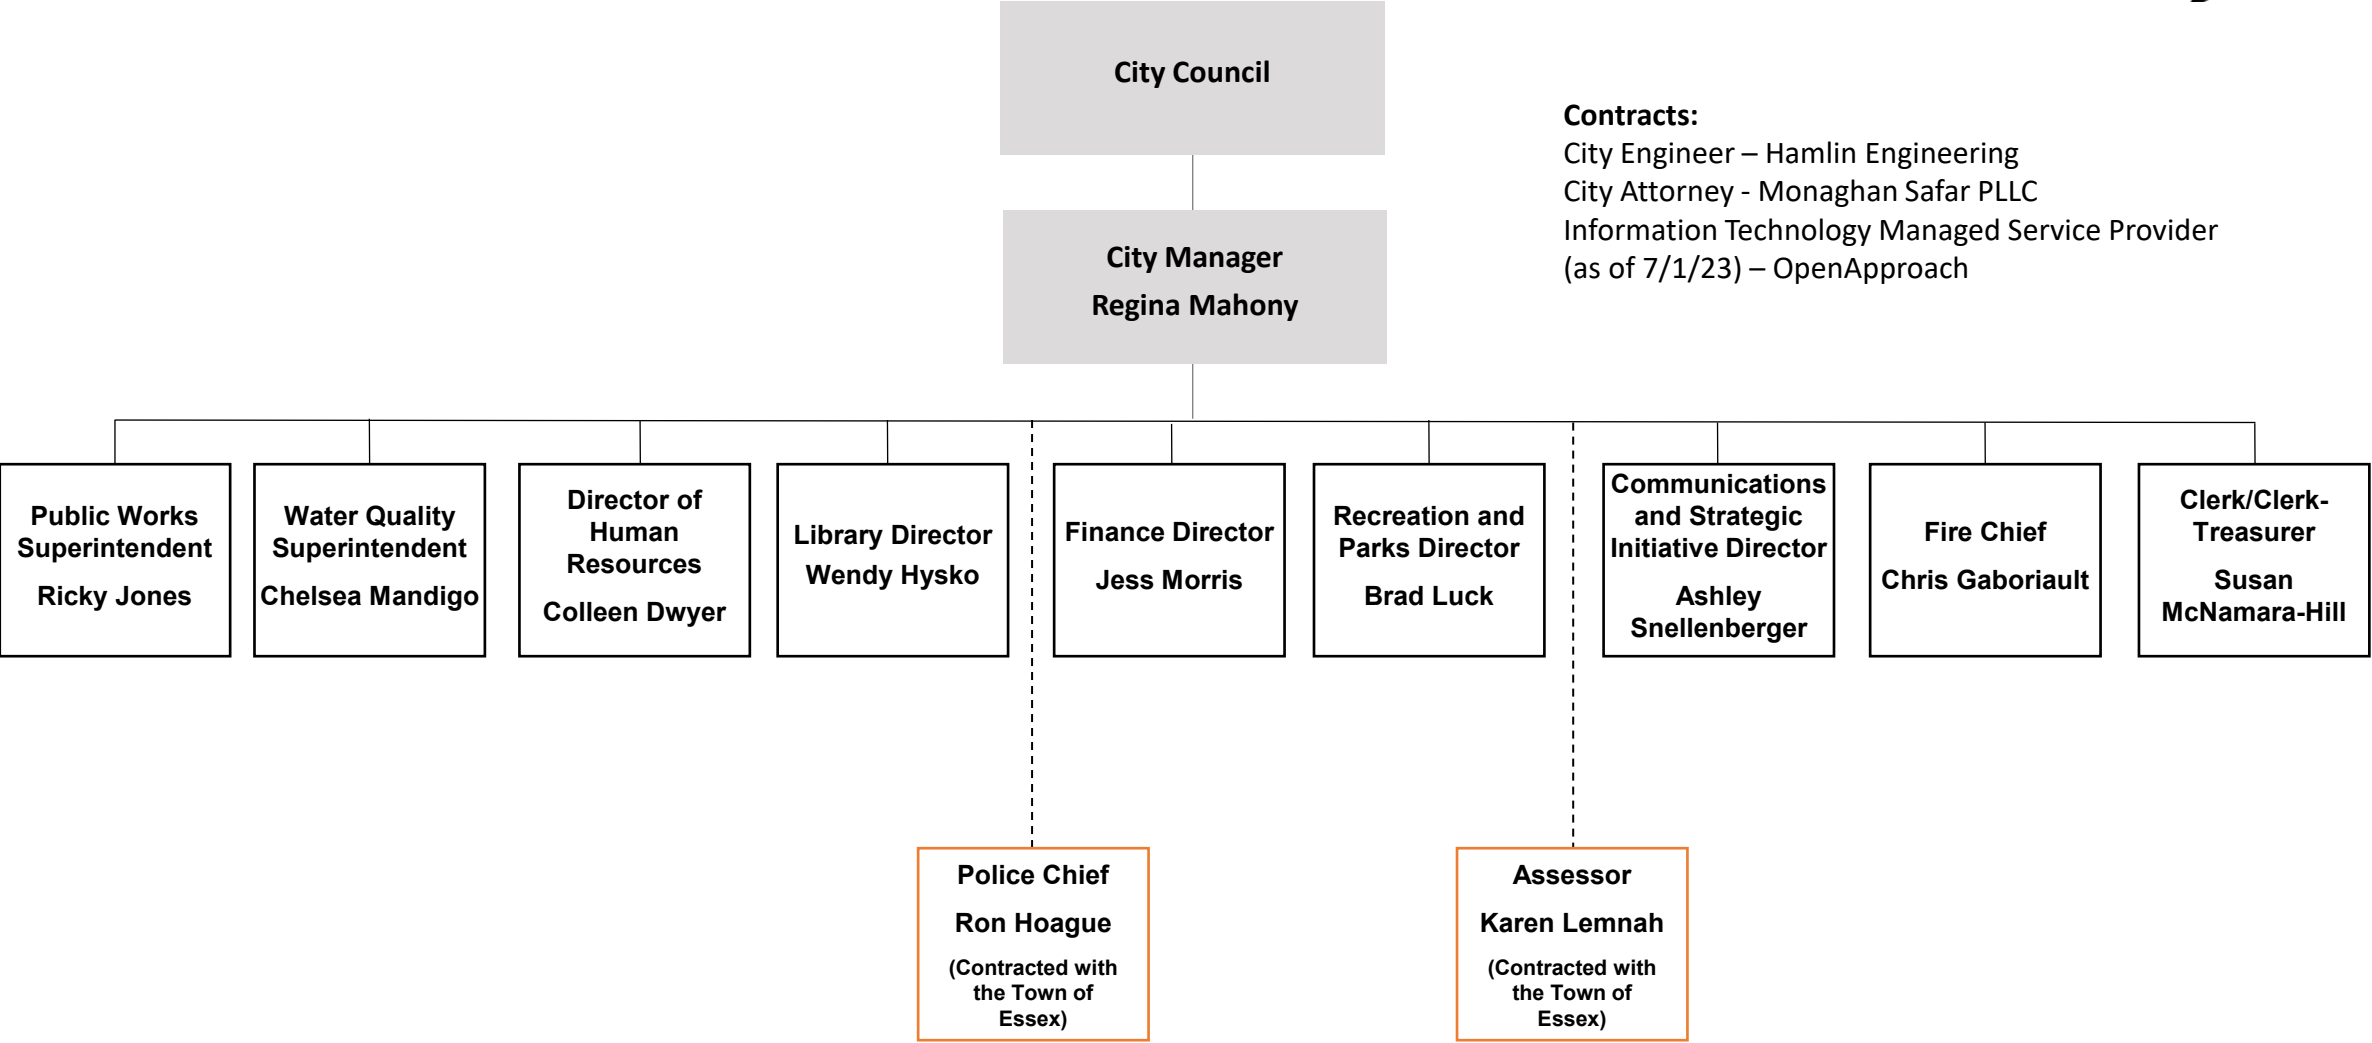 City Council
Contracts:
City Engineer – Hamlin Engineering
City Attorney - Monaghan Safar PLLC
Information Technology Managed Service Provider
(as of 7/1/23) – OpenApproach
City Manager
Regina Mahony
Public Works
Superintendent
Ricky Jones
Water Quality
Superintendent
Chelsea Mandigo
Director of
Human
Resources
Colleen Dwyer
Library Director
Wendy Hysko
Finance Director
Jess Morris
Recreation and
Parks Director
Brad Luck
Communications
and Strategic
Initiative Director
Ashley
Snellenberger
Fire Chief
Chris Gaboriault
Clerk/Clerk-
Treasurer
Susan
McNamara-Hill
Police Chief
Ron Hoague
(Contracted with
the Town of
Essex)
Assessor
Karen Lemnah
(Contracted with
the Town of
Essex)